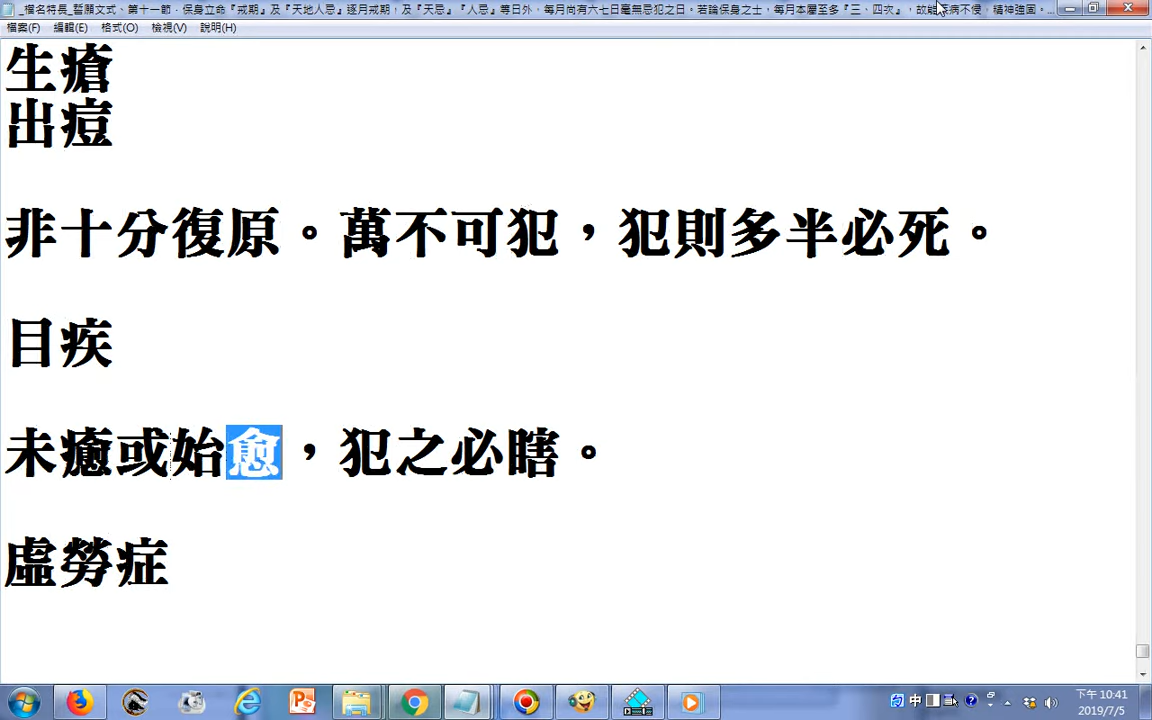 _檔名特長_誓願文式、第十一節．保身立命『戒期』及『天地人忌』逐月戒期，及『天忌』『人忌』等日外，每月尚有六七日毫無忌犯之日。若論保身之士，每月本屬至多『三、四次』，故能疾病不侵，精神強固。...
檔案(F) 編輯(E) 格式(O) 檢視(V) 說明(H)
生瘡
出痘
非十分復原。萬不可犯，犯則多半必死。
目疾
未癒或始愈，犯之必瞎。
虛勞症
中
下午 10:41
2019/7/5